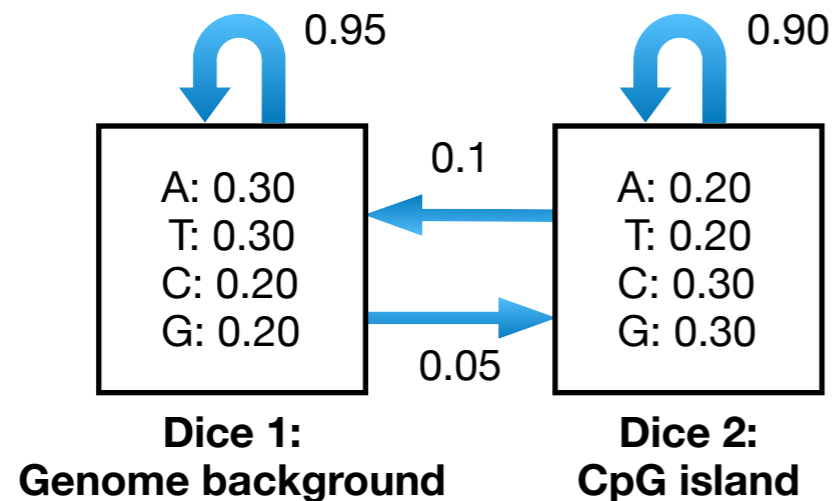 0.95
0.90
0.1
A: 0.30
T: 0.30
C: 0.20
G: 0.20
A: 0.20
T: 0.20
C: 0.30
G: 0.30
0.05
Dice 1:
Genome background
Dice 2:
CpG island